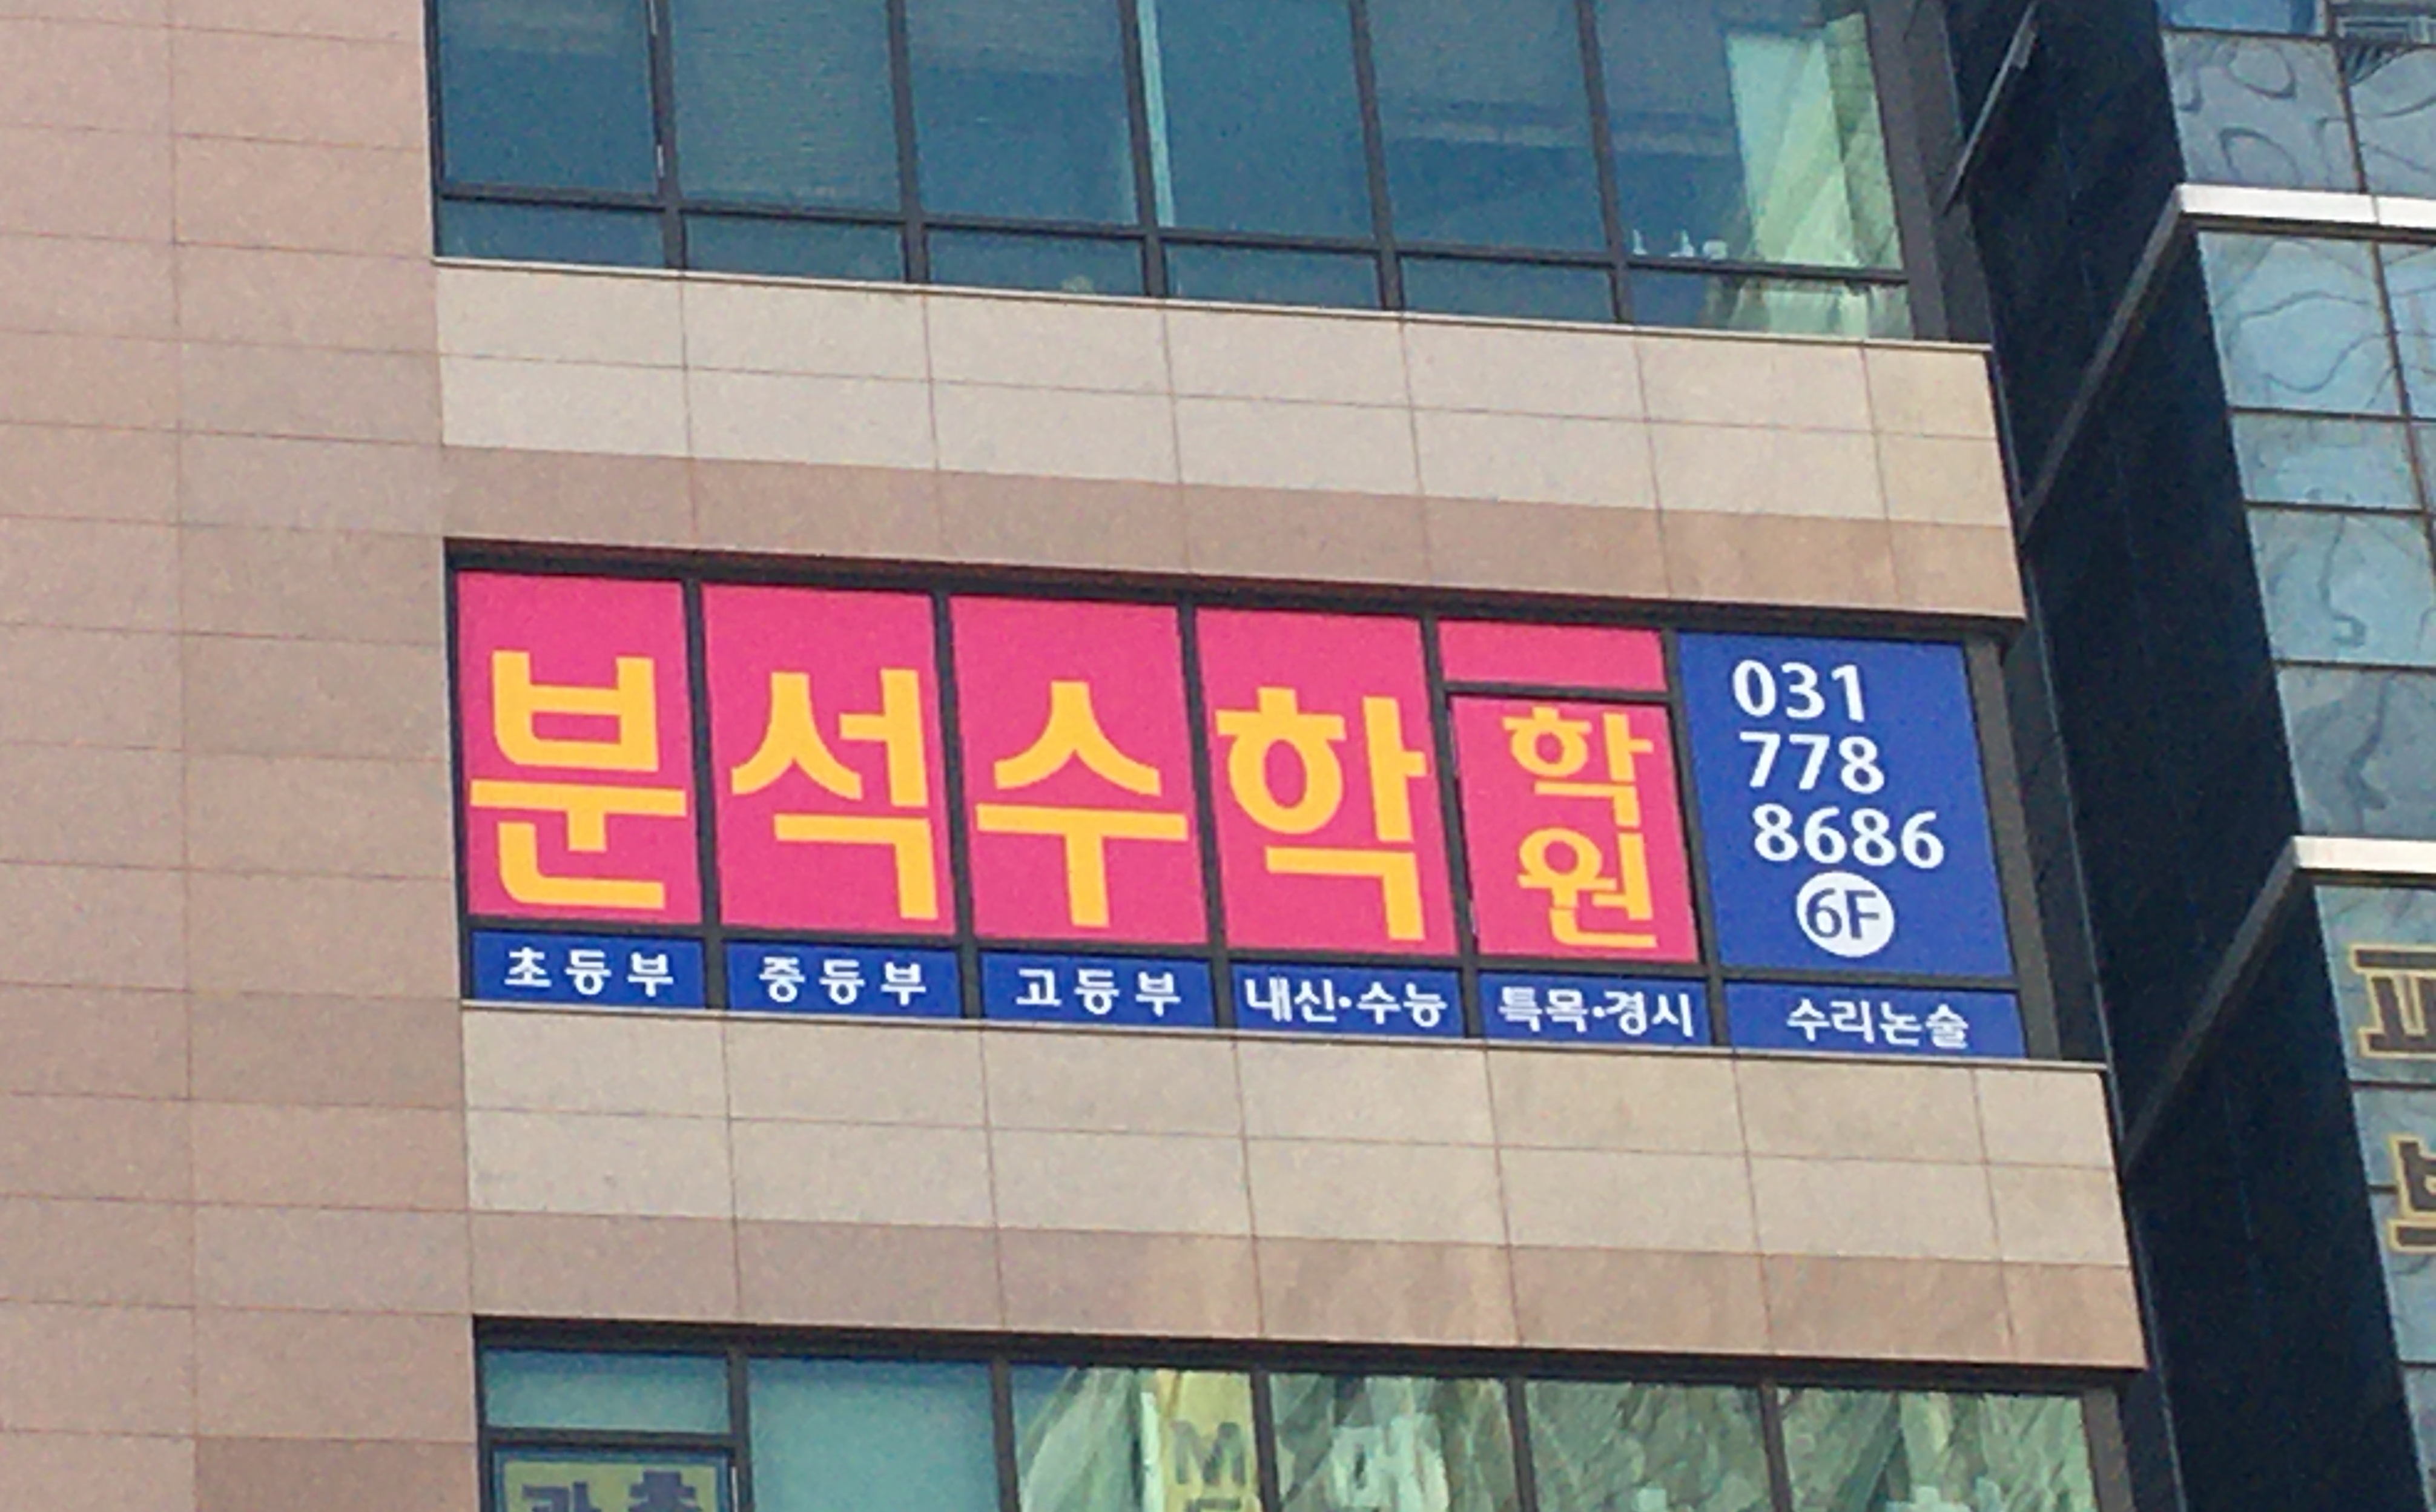 분석수학학원
031
778
8686
6F
초등부 중등부 고등부 내신·수능 특목·경시 수리논술